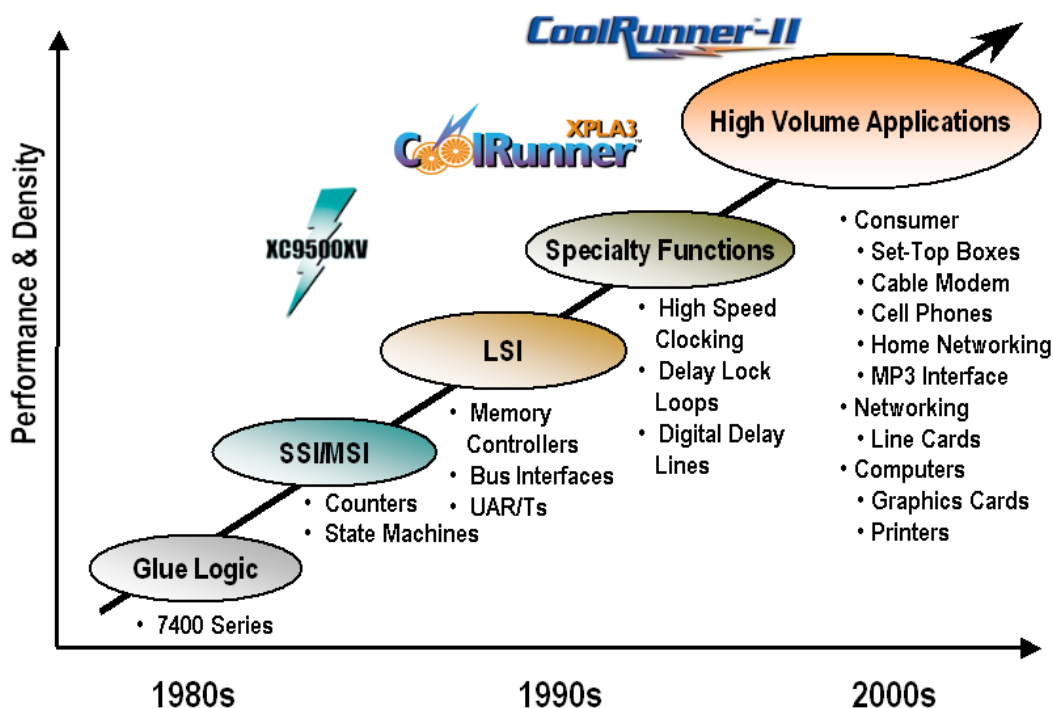 CoolRunner-II
High Volume Applications
XPLA3
CoolRunner™
XC9500XV
Specialty Functions
• Consumer
• Set-Top Boxes
• Cable Modem
• Cell Phones
• Home Networking
• MP3 Interface
• Networking
• Line Cards
• Computers
• Graphics Cards
• Printers
• High Speed
Clocking
• Delay Lock
Loops
• Digital Delay
Lines
LSI
• Memory
Controllers
• Bus Interfaces
• UAR/Ts
SSI/MSI
• Counters
• State Machines
Glue Logic
• 7400 Series
Performance & Density
1980s
1990s
2000s